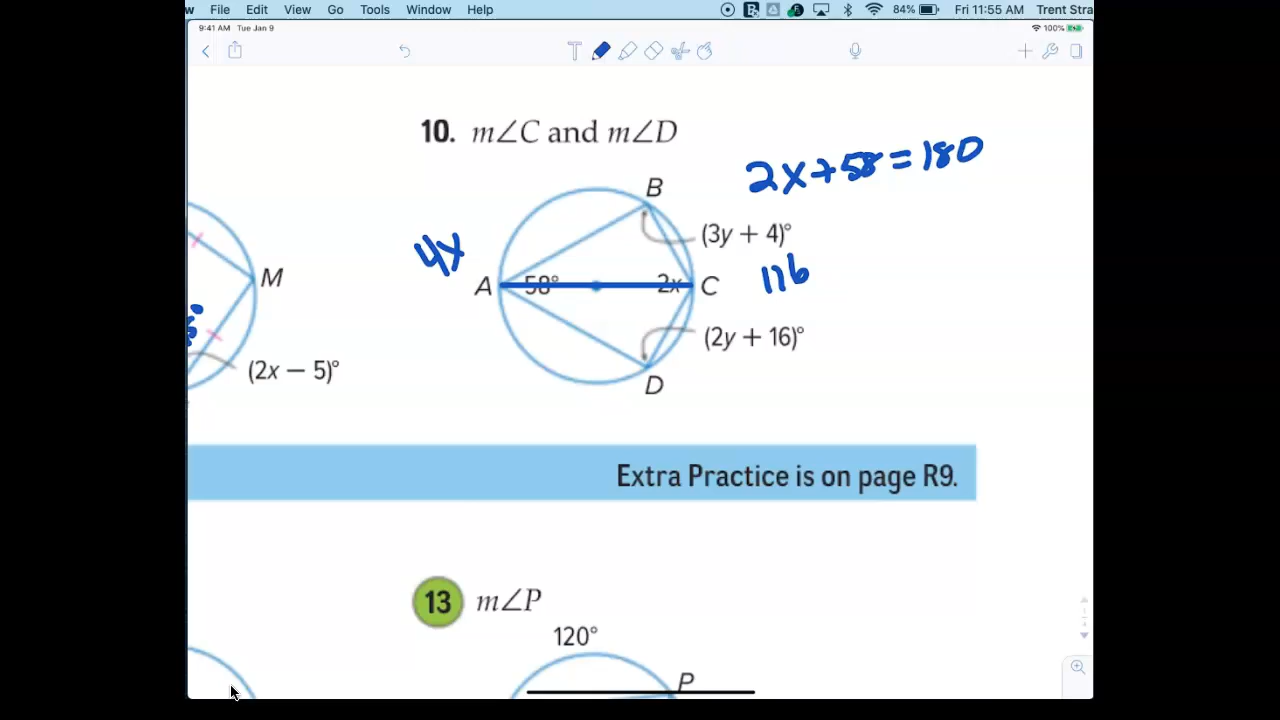 w File Edit View Go Tools Window Help 84% Fri 11:55 AM Trent Stra
9:41 AM Tue Jan 9 100%
10. m∠C and m∠D
2x+58=180
B
(3y + 4)°
4x
M
A 58° 2x C 116
(2y + 16)°
(2x − 5)°
D
Extra Practice is on page R9.
13 m∠P
120°
P